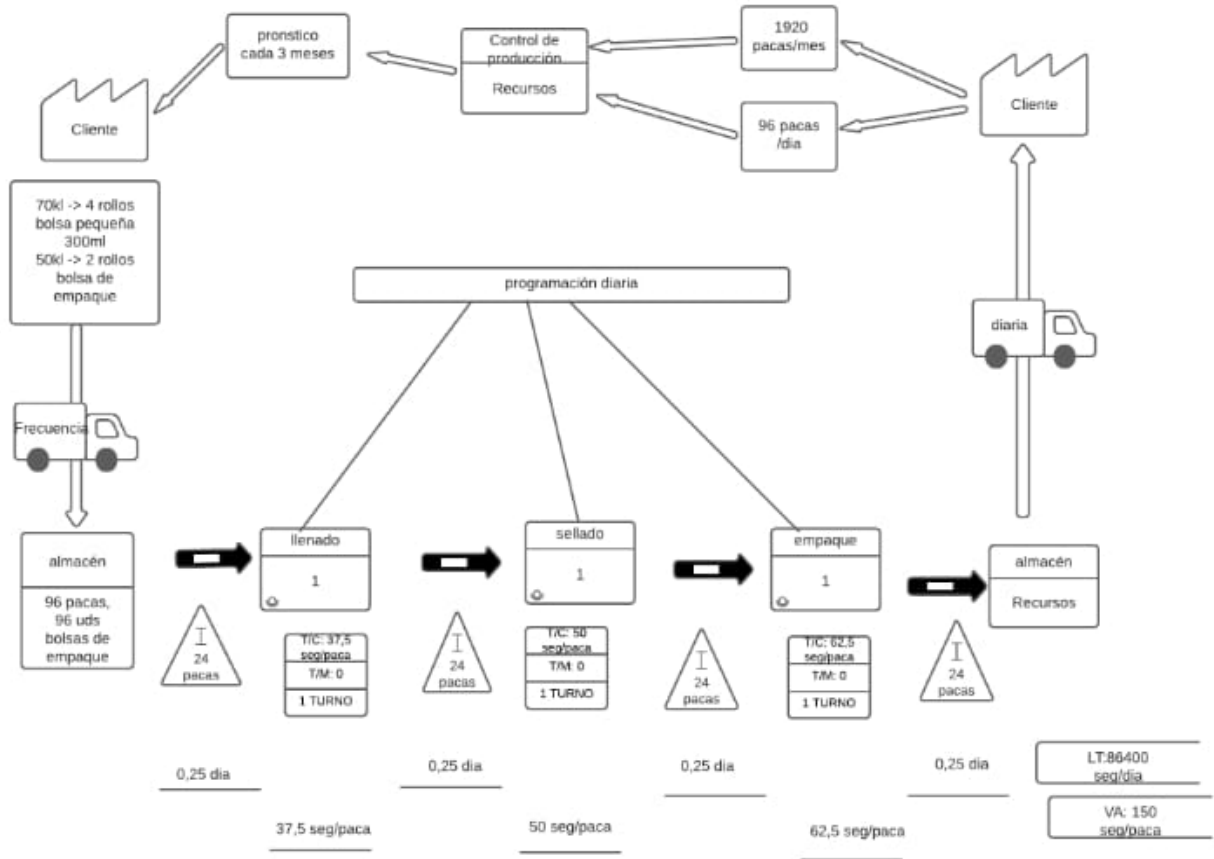 pronstico
cada 3 meses
Control de
producción
Recursos
1920
pacas/mes
96 pacas
/dia
Cliente
Cliente
70kl -> 4 rollos
bolsa pequeña
300ml
50kl -> 2 rollos
bolsa de
empaque
programación diaria
diaria
Frecuencia
almacén
96 pacas,
96 uds
bolsas de
empaque
llenado
1
sellado
1
empaque
1
almacén
Recursos
I
24
pacas
T/C: 37,5
seg/paca
T/M: 0
1 TURNO
I
24
pacas
T/C: 50
seg/paca
T/M: 0
1 TURNO
I
24
pacas
T/C: 62,5
seg/paca
T/M: 0
1 TURNO
I
24
pacas
0,25 dia
0,25 dia
0,25 dia
0,25 dia
LT:86400
seg/dia
37,5 seg/paca
50 seg/paca
62,5 seg/paca
VA: 150
seg/paca